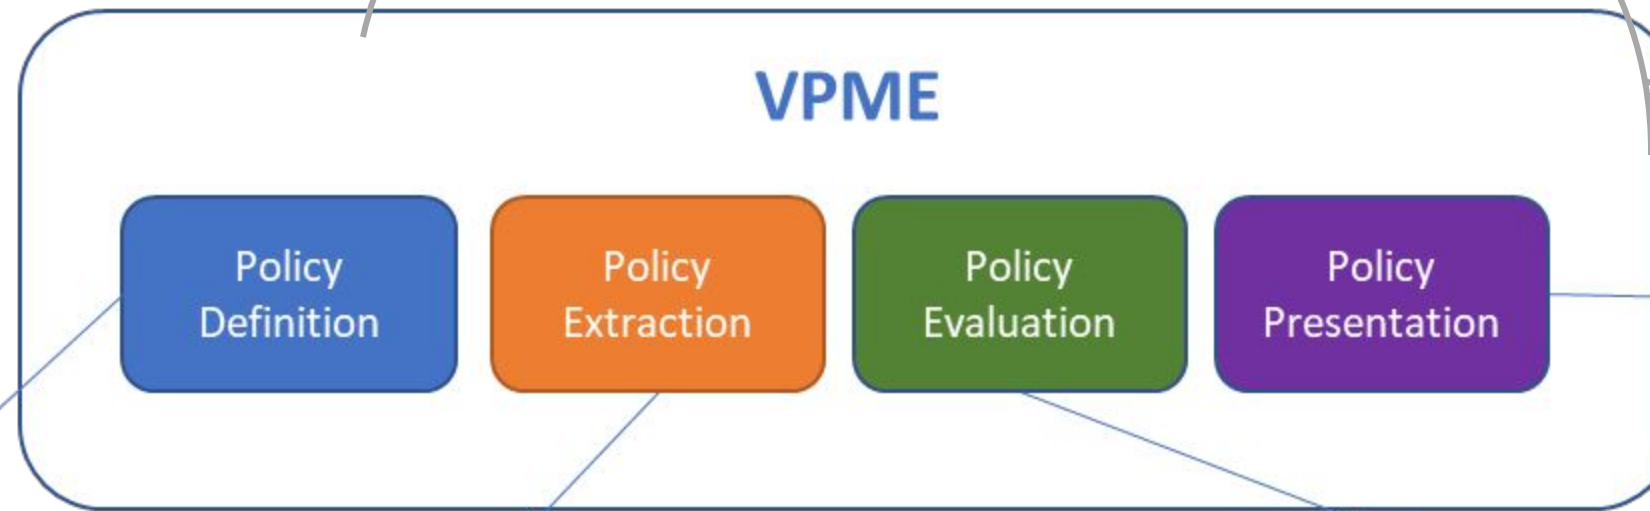 VPME
Policy
Definition
Policy
Extraction
Policy
Evaluation
Policy
Presentation